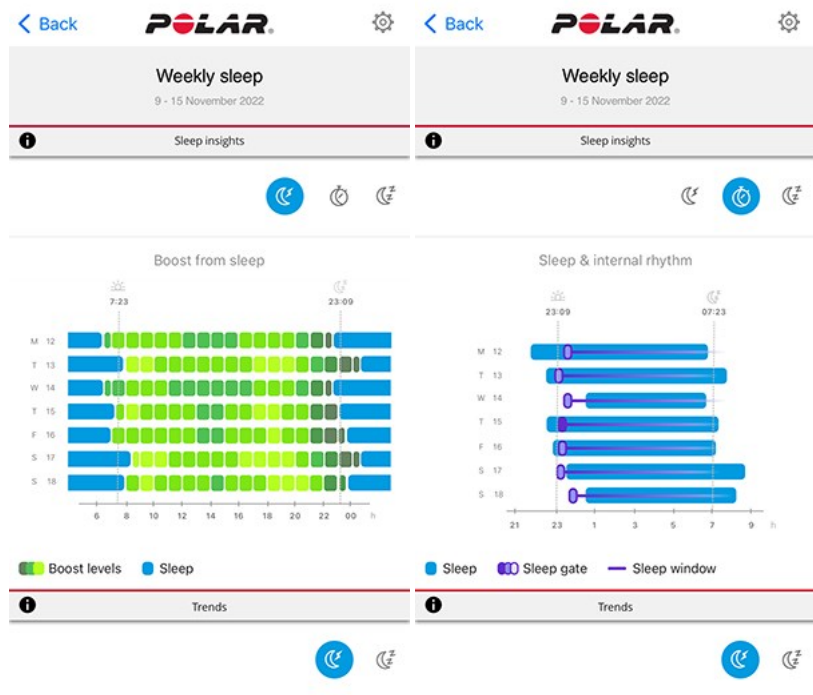 Back
POLAR.
Weekly sleep
9 - 15 November 2022
Sleep insights
Boost from sleep
7:23
23:09
M 12
T 13
W 14
T 15
F 16
S 17
S 18
6 8 10 12 14 16 18 20 22 00 h
Boost levels
Sleep
Trends
Back
POLAR.
Weekly sleep
9 - 15 November 2022
Sleep insights
Sleep & internal rhythm
23:09
07:23
M 12
T 13
W 14
T 15
F 16
S 17
S 18
21 23 1 3 5 7 9 h
Sleep
Sleep gate
Sleep window
Trends